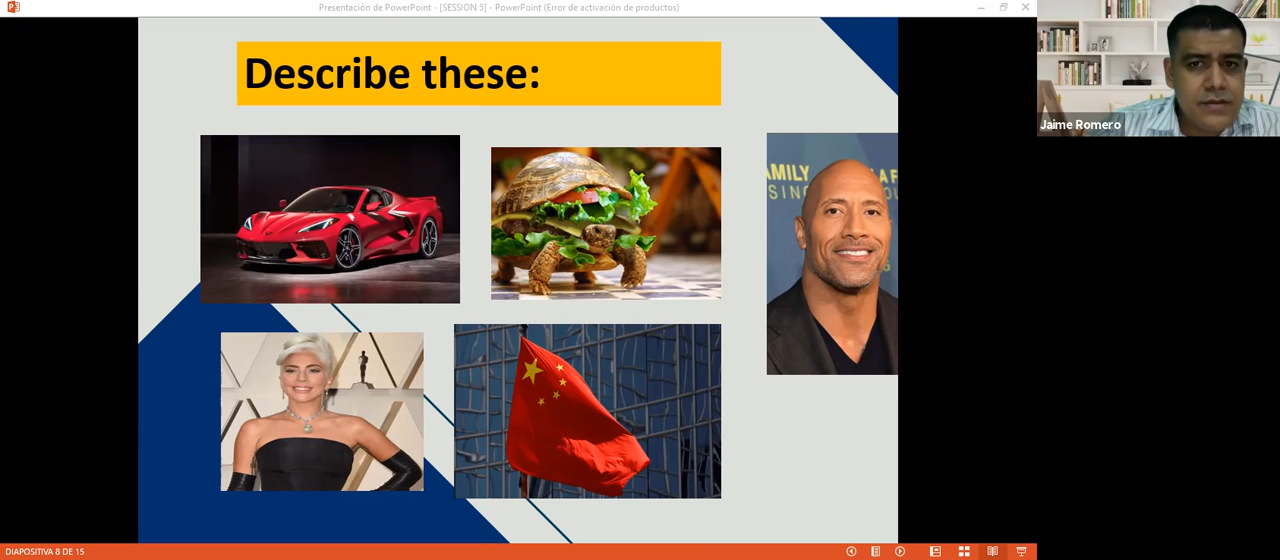 Presentación de PowerPoint - [SESSION 5] - PowerPoint (Error de activación de productos)
Describe these:
AMILY
SING
Jaime Romero
DIAPOSITIVA 8 DE 15